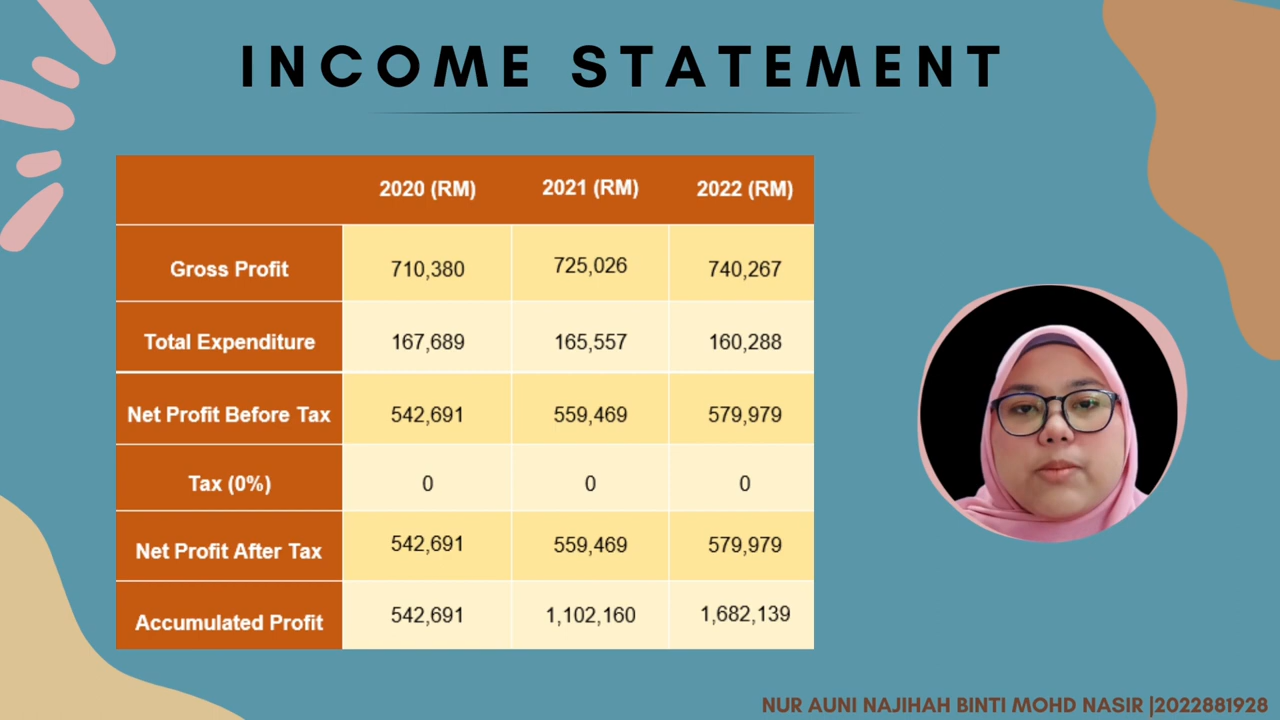 INCOME STATEMENT
2020 (RM) 2021 (RM) 2022 (RM)
Gross Profit 710,380 725,026 740,267
Total Expenditure 167,689 165,557 160,288
Net Profit Before Tax 542,691 559,469 579,979
Tax (0%) 0 0 0
Net Profit After Tax 542,691 559,469 579,979
Accumulated Profit 542,691 1,102,160 1,682,139
NUR AUNI NAJIHAH BINTI MOHD NASIR |2022881928